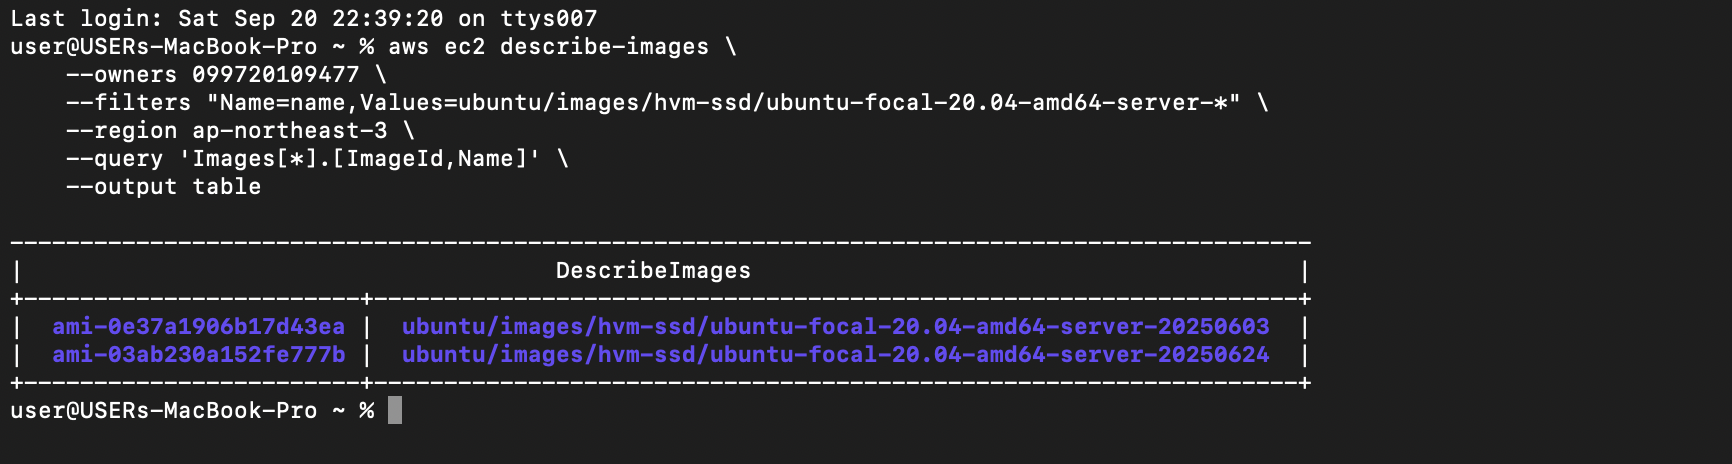 Last login: Sat Sep 20 22:39:20 on ttys007
user@USERs-MacBook-Pro ~ % aws ec2 describe-images \
    --owners 099720109477 \
    --filters "Name=name,Values=ubuntu/images/hvm-ssd/ubuntu-focal-20.04-amd64-server-*" \
    --region ap-northeast-3 \
    --query 'Images[*].[ImageId,Name]' \
    --output table

---------------------------------------------------------------------------------------------
|                                      DescribeImages                                       |
+------------------------+------------------------------------------------------------------+
|  ami-0e37a1906b17d43ea |  ubuntu/images/hvm-ssd/ubuntu-focal-20.04-amd64-server-20250603  |
|  ami-03ab230a152fe777b |  ubuntu/images/hvm-ssd/ubuntu-focal-20.04-amd64-server-20250624  |
+------------------------+------------------------------------------------------------------+
user@USERs-MacBook-Pro ~ %